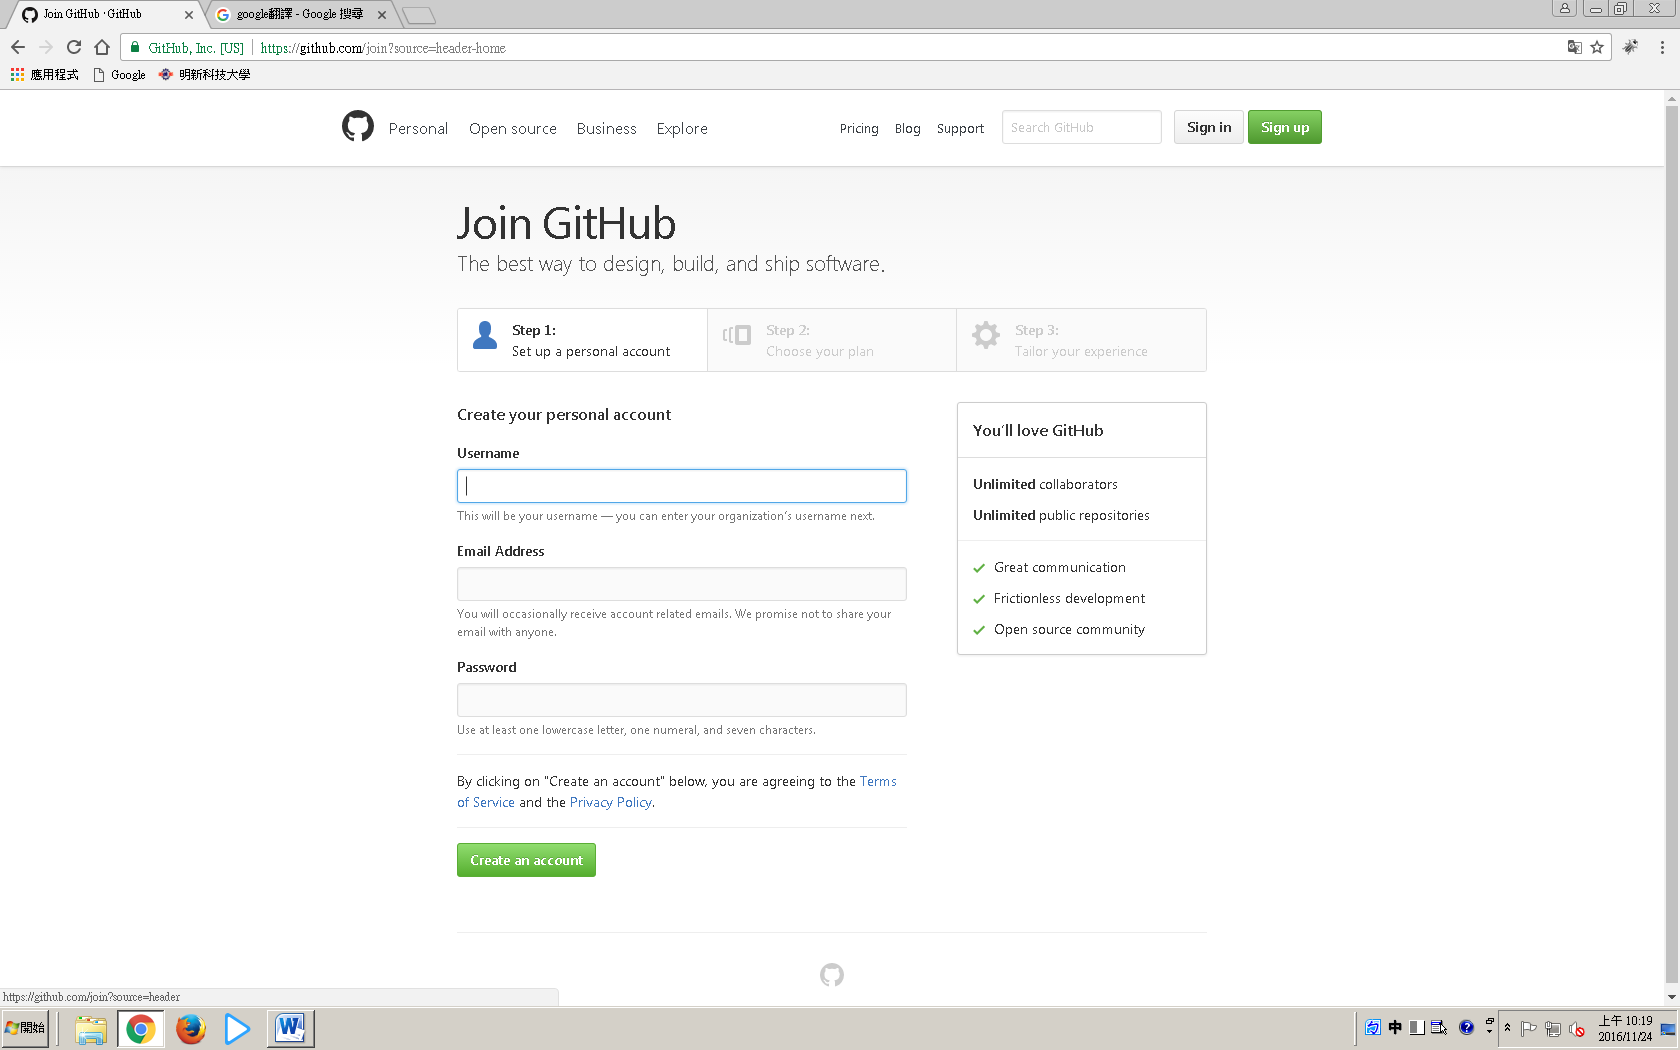 Join GitHub · GitHub
google翻譯 - Google 搜尋
GitHub, Inc. [US]
https://github.com/join?source=header-home
應用程式
Google
明新科技大學
Personal
Open source
Business
Explore
Pricing
Blog
Support
Search GitHub
Sign in
Sign up
Join GitHub
The best way to design, build, and ship software.
Step 1:
Set up a personal account
Step 2:
Choose your plan
Step 3:
Tailor your experience
Create your personal account
Username
This will be your username — you can enter your organization's username next.
Email Address
You will occasionally receive account related emails. We promise not to share your
email with anyone.
Password
Use at least one lowercase letter, one numeral, and seven characters.
By clicking on "Create an account" below, you are agreeing to the Terms
of Service and the Privacy Policy.
Create an account
You'll love GitHub
Unlimited collaborators
Unlimited public repositories
Great communication
Frictionless development
Open source community
https://github.com/join?source=header
開始
中
上午 10:19
2016/11/24